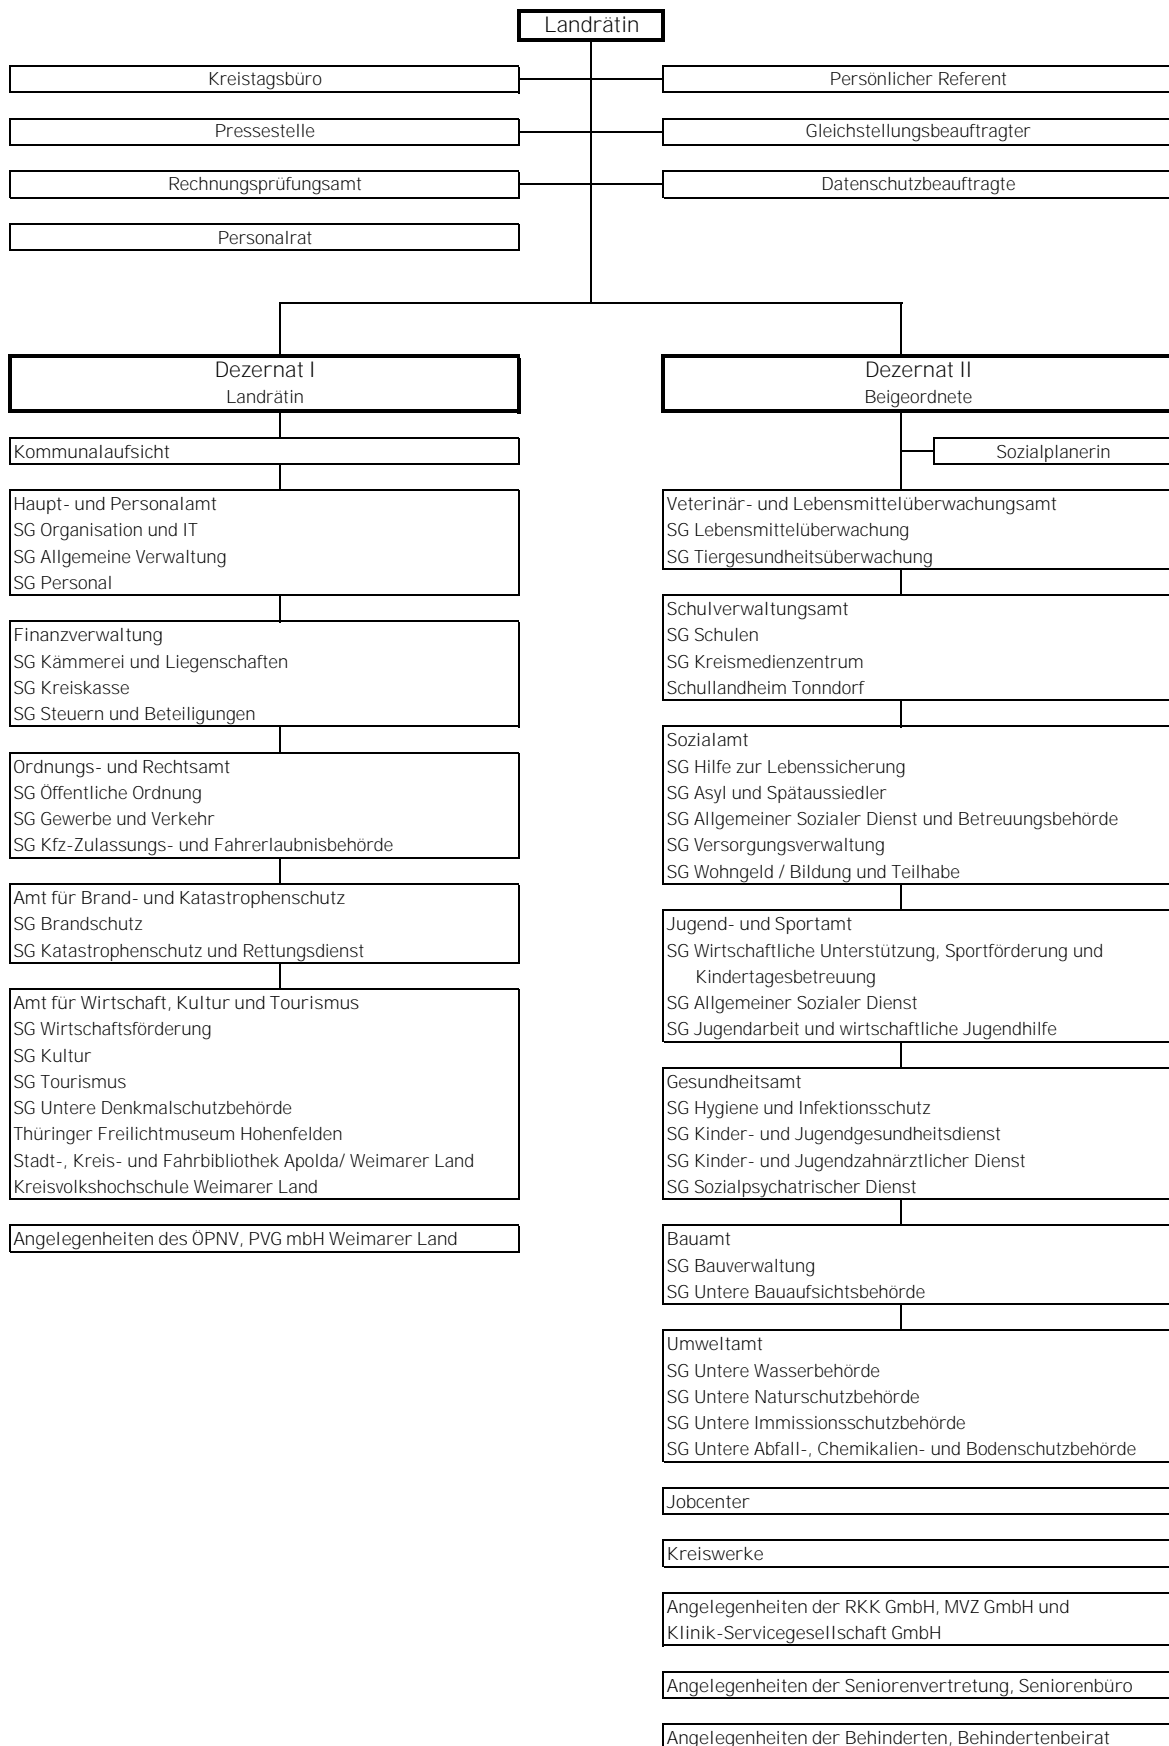 Landrätin
Kreistagsbüro
Persönlicher Referent
Pressestelle
Gleichstellungsbeauftragter
Rechnungsprüfungsamt
Datenschutzbeauftragte
Personalrat
Dezernat I
Landrätin
Kommunalaufsicht
Haupt- und Personalamt
SG Organisation und IT
SG Allgemeine Verwaltung
SG Personal
Finanzverwaltung
SG Kämmerei und Liegenschaften
SG Kreiskasse
SG Steuern und Beteiligungen
Ordnungs- und Rechtsamt
SG Öffentliche Ordnung
SG Gewerbe und Verkehr
SG Kfz-Zulassungs- und Fahrerlaubnisbehörde
Amt für Brand- und Katastrophenschutz
SG Brandschutz
SG Katastrophenschutz und Rettungsdienst
Amt für Wirtschaft, Kultur und Tourismus
SG Wirtschaftsförderung
SG Kultur
SG Tourismus
SG Untere Denkmalschutzbehörde
Thüringer Freilichtmuseum Hohenfelden
Stadt-, Kreis- und Fahrbibliothek Apolda/ Weimarer Land
Kreisvolkshochschule Weimarer Land
Angelegenheiten des ÖPNV, PVG mbH Weimarer Land
Dezernat II
Beigeordnete
Sozialplanerin
Veterinär- und Lebensmittelüberwachungsamt
SG Lebensmittelüberwachung
SG Tiergesundheitsüberwachung
Schulverwaltungsamt
SG Schulen
SG Kreismedienzentrum
Schullandheim Tonndorf
Sozialamt
SG Hilfe zur Lebenssicherung
SG Asyl und Spätaussiedler
SG Allgemeiner Sozialer Dienst und Betreuungsbehörde
SG Versorgungsverwaltung
SG Wohngeld / Bildung und Teilhabe
Jugend- und Sportamt
SG Wirtschaftliche Unterstützung, Sportförderung und
Kindertagesbetreuung
SG Allgemeiner Sozialer Dienst
SG Jugendarbeit und wirtschaftliche Jugendhilfe
Gesundheitsamt
SG Hygiene und Infektionsschutz
SG Kinder- und Jugendgesundheitsdienst
SG Kinder- und Jugendzahnärztlicher Dienst
SG Sozialpsychatrischer Dienst
Bauamt
SG Bauverwaltung
SG Untere Bauaufsichtsbehörde
Umweltamt
SG Untere Wasserbehörde
SG Untere Naturschutzbehörde
SG Untere Immissionsschutzbehörde
SG Untere Abfall-, Chemikalien- und Bodenschutzbehörde
Jobcenter
Kreiswerke
Angelegenheiten der RKK GmbH, MVZ GmbH und
Klinik-Servicegesellschaft GmbH
Angelegenheiten der Seniorenvertretung, Seniorenbüro
Angelegenheiten der Behinderten, Behindertenbeirat